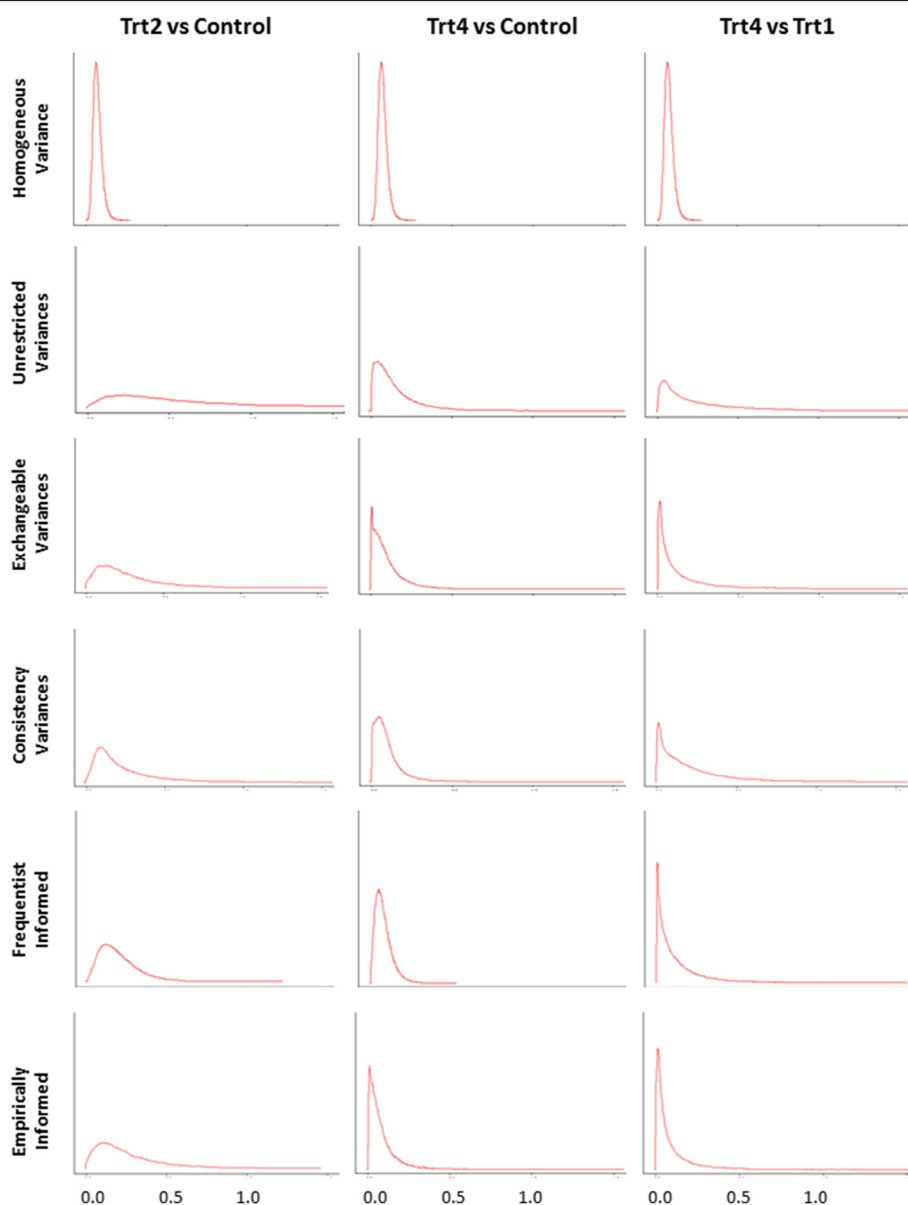 Trt2 vs Control Trt4 vs Control Trt4 vs Trt1
Homogeneous
Variance
Unrestricted
Variances
Exchangeable
Variances
Consistency
Variances
Frequentist
Informed
Empirically
Informed
0.0 0.5 1.0 0.0 0.5 1.0 0.0 0.5 1.0